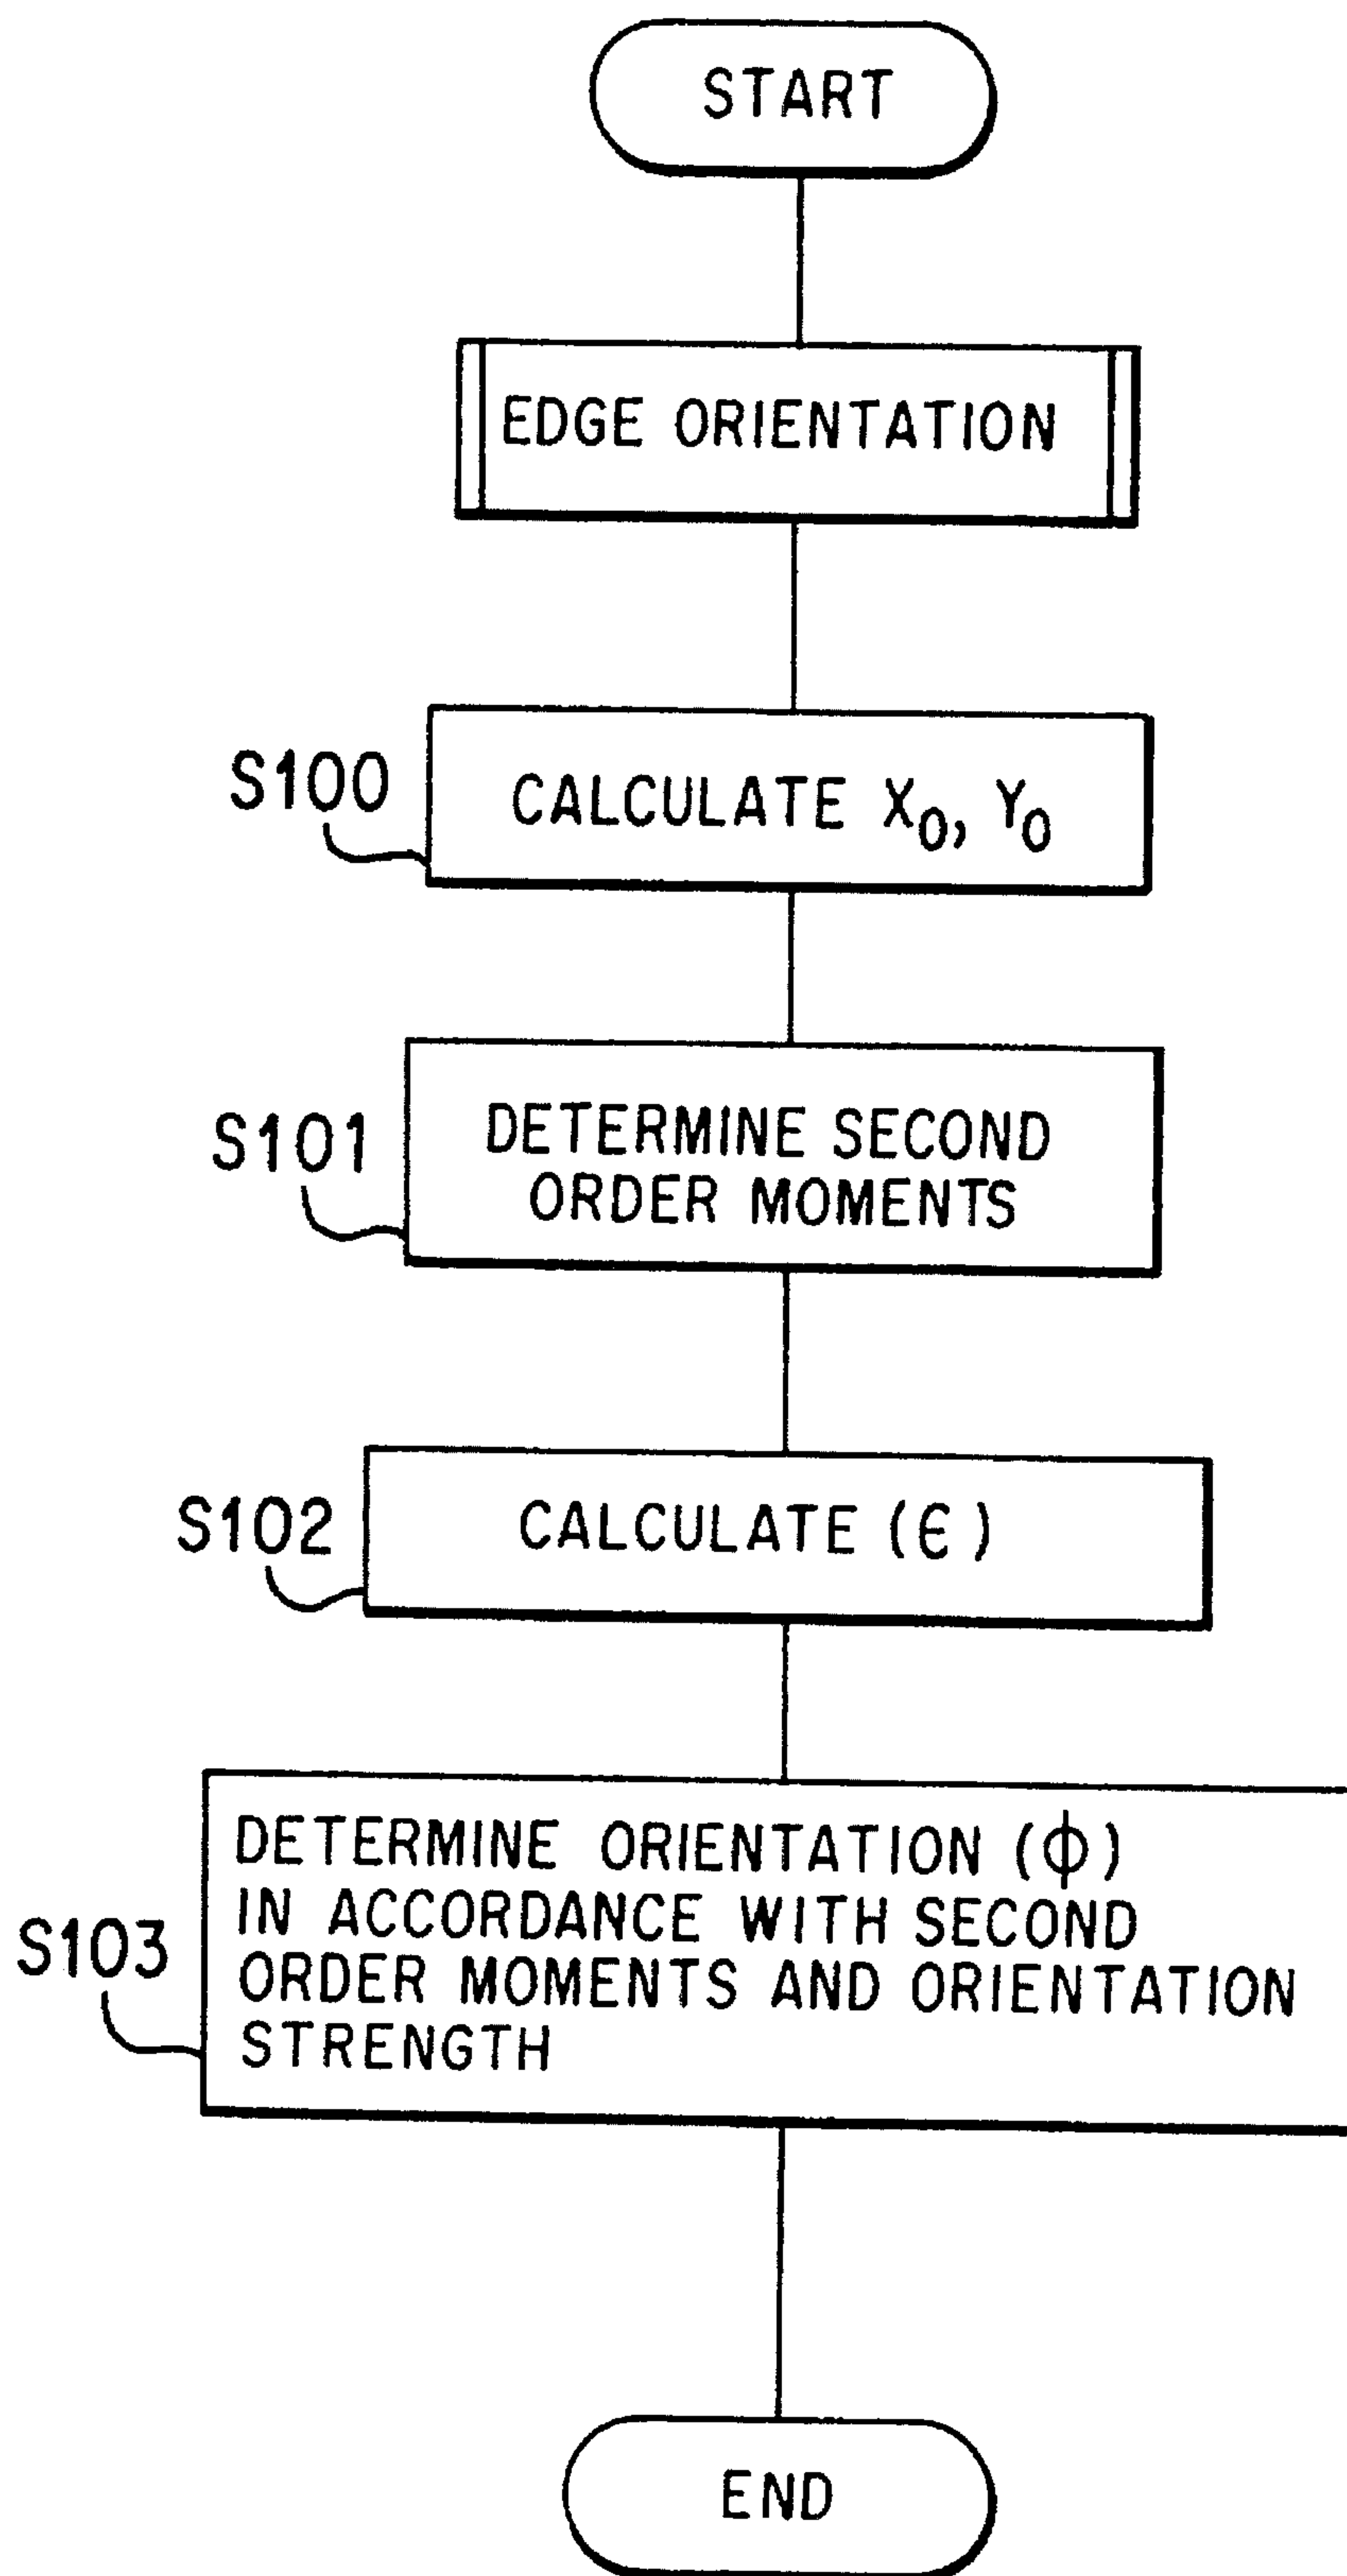 START
EDGE ORIENTATION
S100
CALCULATE X₀, Y₀
S101
DETERMINE SECOND
ORDER MOMENTS
S102
CALCULATE (ϵ)
S103
DETERMINE ORIENTATION (ϕ)
IN ACCORDANCE WITH SECOND
ORDER MOMENTS AND ORIENTATION
STRENGTH
END